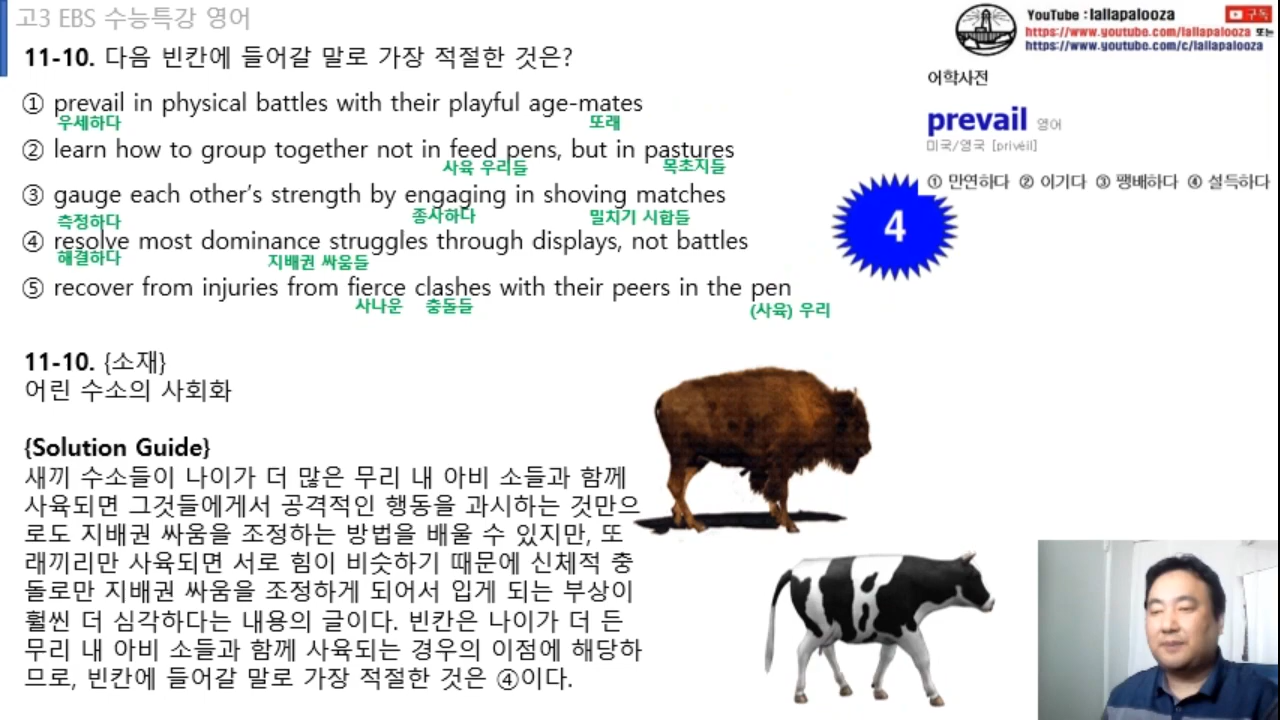 고3 EBS 수능특강 영어
YouTube : lallapalooza
구독
https://www.youtube.com/lallapalooza 또는
https://www.youtube.com/c/lallapalooza
11-10. 다음 빈칸에 들어갈 말로 가장 적절한 것은?
① prevail in physical battles with their playful age-mates
우세하다 또래
② learn how to group together not in feed pens, but in pastures
사육 우리들 목초지들
③ gauge each other’s strength by engaging in shoving matches
측정하다 종사하다 밀치기 시합들
④ resolve most dominance struggles through displays, not battles
해결하다 지배권 싸움들
⑤ recover from injuries from fierce clashes with their peers in the pen
사나운 충돌들 (사육) 우리
어학사전
prevail 영어
미국/영국 [privéil]
① 만연하다 ② 이기다 ③ 팽배하다 ④ 설득하다
4
11-10. {소재}
어린 수소의 사회화
{Solution Guide}
새끼 수소들이 나이가 더 많은 무리 내 아비 소들과 함께
사육되면 그것들에게서 공격적인 행동을 과시하는 것만으
로도 지배권 싸움을 조정하는 방법을 배울 수 있지만, 또
래끼리만 사육되면 서로 힘이 비슷하기 때문에 신체적 충
돌로만 지배권 싸움을 조정하게 되어서 입게 되는 부상이
훨씬 더 심각하다는 내용의 글이다. 빈칸은 나이가 더 든
무리 내 아비 소들과 함께 사육되는 경우의 이점에 해당하
므로, 빈칸에 들어갈 말로 가장 적절한 것은 ④이다.